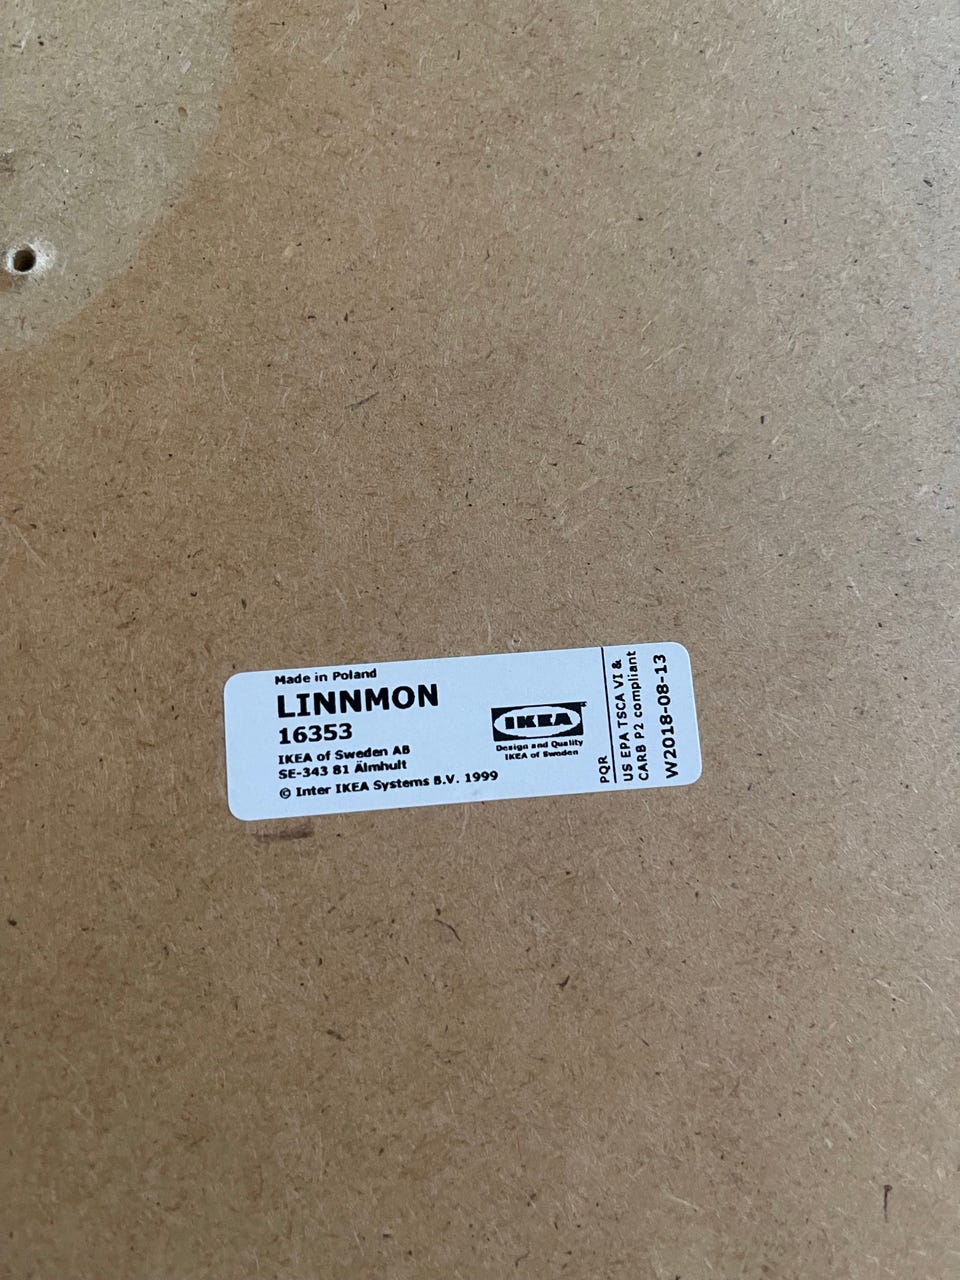 Made in Poland
LINNMON
16353
IKEA of Sweden AB
SE-343 81 Älmhult
© Inter IKEA Systems B.V. 1999
IKEA
Design and Quality
IKEA of Sweden
PQR
US EPA TSCA VI &
CARB P2 compliant
W2018-08-13